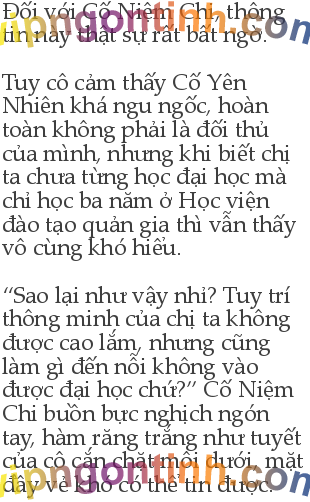 Đối với Cố Niệm Chi, thông
tin này thật sự rất bất ngờ.
Tuy cô cảm thấy Cố Yên
Nhiên khá ngu ngốc, hoàn
toàn không phải là đối thủ
của mình, nhưng khi biết chị
ta chưa từng học đại học mà
chỉ học ba năm ở Học viện
đào tạo quản gia thì vẫn thấy
vô cùng khó hiểu.
“Sao lại như vậy nhỉ? Tuy trí
thông minh của chị ta không
được cao lắm, nhưng cũng
làm gì đến nỗi không vào
được đại học chứ?” Cố Niệm
Chi buồn bực nghịch ngón
tay, hàm răng trắng như tuyết
của cô cắn chặt môi dưới, mặt
đầy vẻ khó có thể tin được.
vipngontinh.com
vipngontinh.com